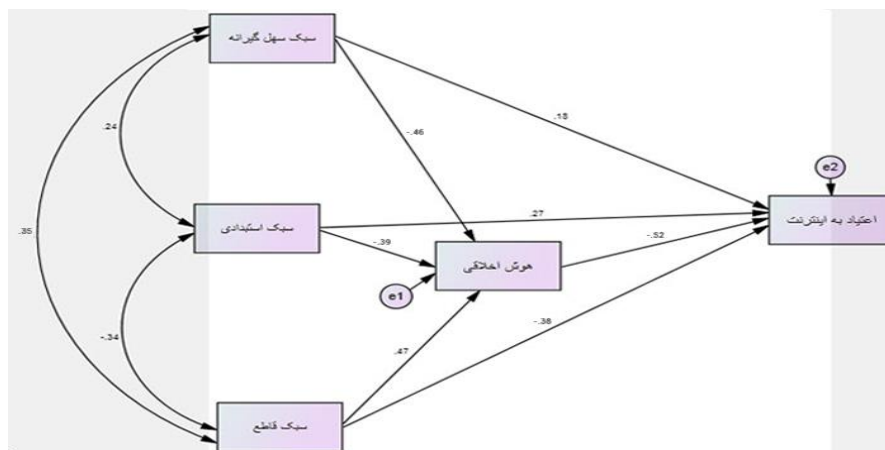 سبک سهل گیرانه
.18
.24
-.46
e2
.35
سبک استبدادی
.27
اعتیاد به اینترنت
-.39
-.52
هوش اخلاقی
e1
-.34
-.38
.47
سبک قاطع